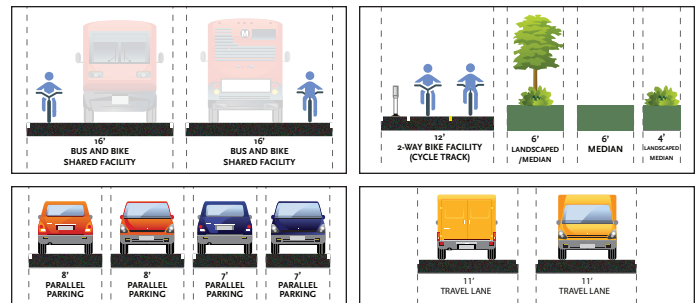 M
16'
BUS AND BIKE
SHARED FACILITY
16'
BUS AND BIKE
SHARED FACILITY
12'
2-WAY BIKE FACILITY
(CYCLE TRACK)
6'
LANDSCAPED
/MEDIAN
6'
MEDIAN
4'
LANDSCAPED
MEDIAN
8'
PARALLEL
PARKING
8'
PARALLEL
PARKING
7'
PARALLEL
PARKING
7'
PARALLEL
PARKING
11'
TRAVEL LANE
11'
TRAVEL LANE